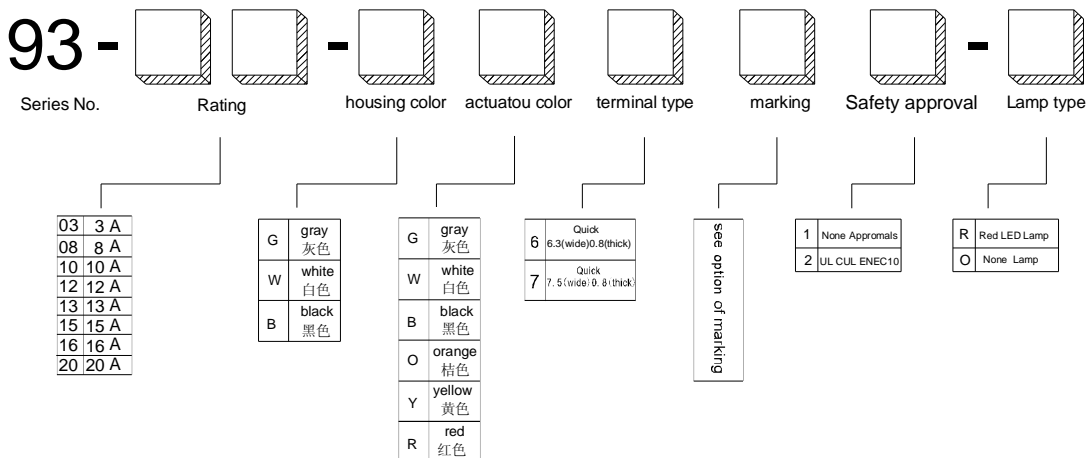 93 - -  -
Series No. Rating housing color actuatou color terminal type marking Safety approval Lamp type
03 3 A
08 8 A
10 10 A
12 12 A
13 13 A
15 15 A
16 16 A
20 20 A
G gray
灰色
W white
白色
B black
黑色
G gray
灰色
W white
白色
B black
黑色
O orange
桔色
Y yellow
黄色
R red
红色
6 Quick
6.3(wide)0.8(thick)
7 Quick
7.5(wide)0.8(thick)
see option of marking
1 None Appromals
2 UL CUL ENEC10
R Red LED Lamp
O None Lamp